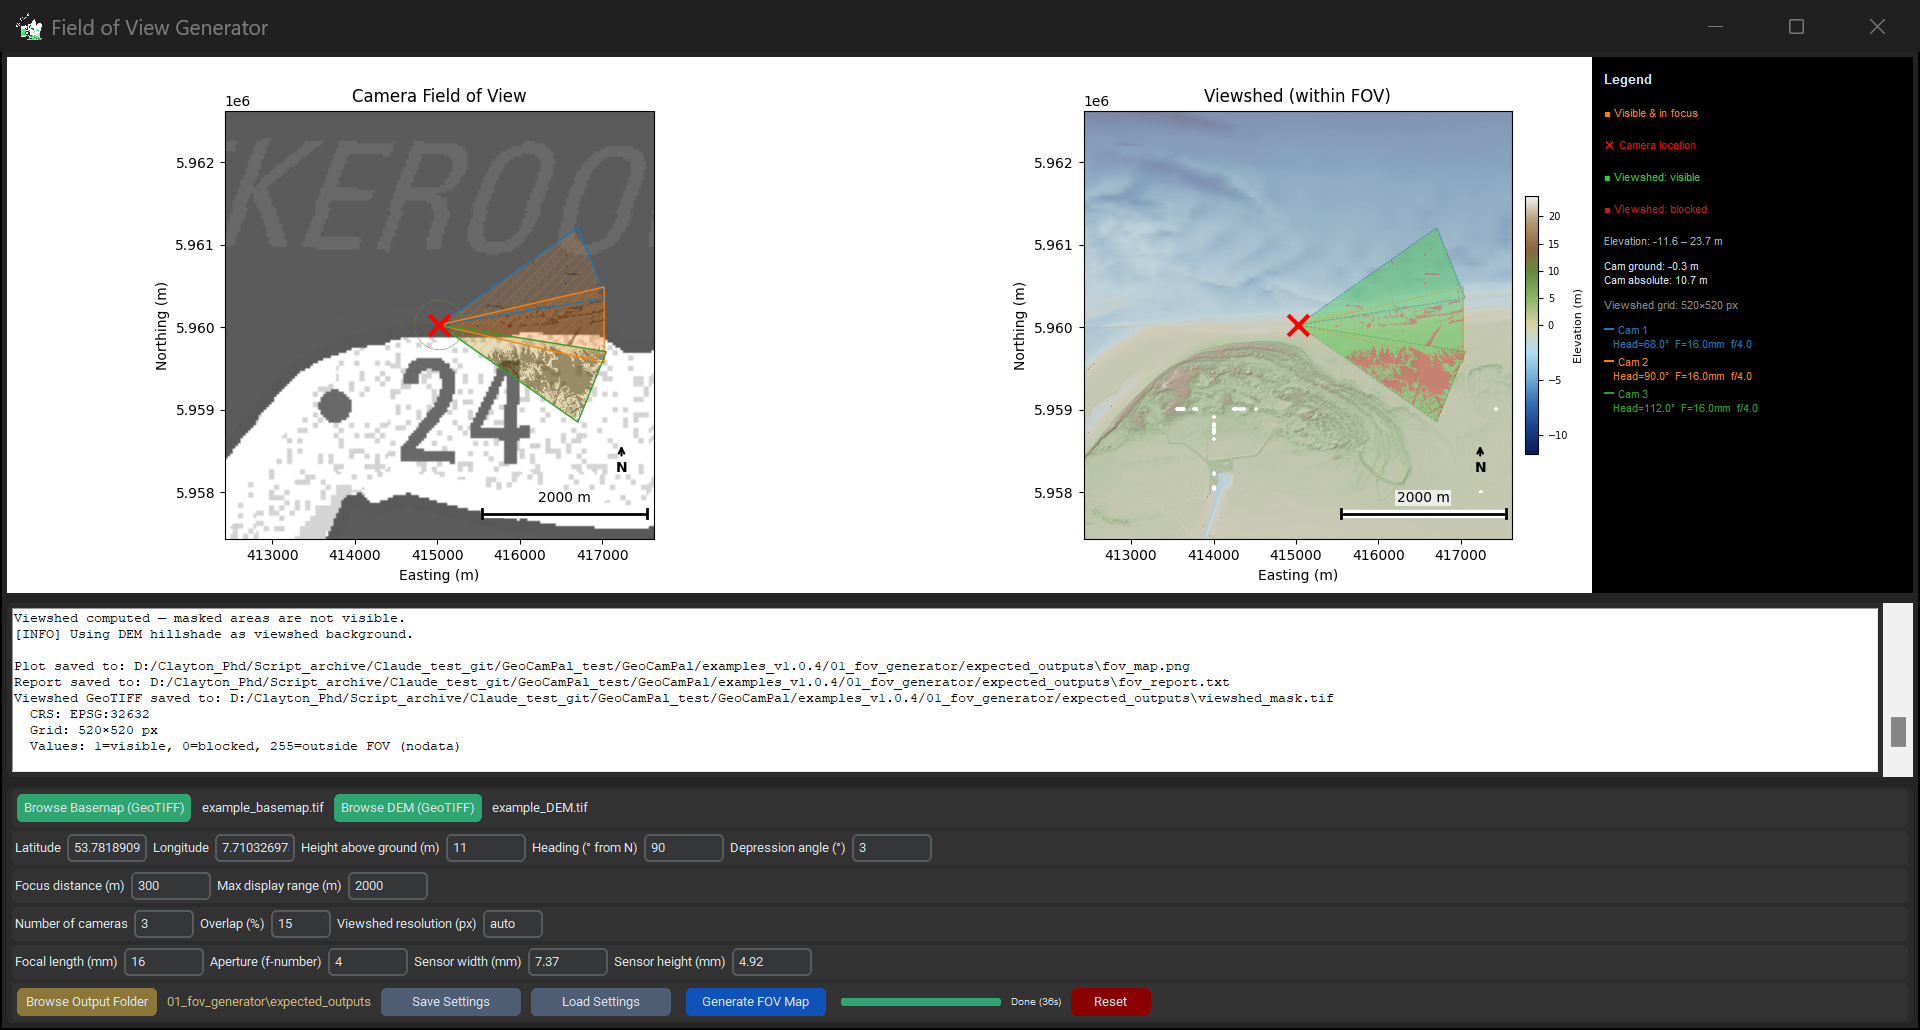 Field of View Generator
Camera Field of View
1e6
KEROO
5.962
5.961
5.960
5.959
5.958
Northing (m)
24
N
2000 m
413000 414000 415000 416000 417000
Easting (m)
Viewshed (within FOV)
1e6
5.962
5.961
5.960
5.959
5.958
Northing (m)
N
2000 m
413000 414000 415000 416000 417000
Easting (m)
20
15
10
5
0
−5
−10
Elevation (m)
Legend
Visible & in focus
Camera location
Viewshed: visible
Viewshed: blocked
Elevation: -11.6 – 23.7 m
Cam ground: -0.3 m
Cam absolute: 10.7 m
Viewshed grid: 520×520 px
Cam 1
Head=68.0° F=16.0mm f/4.0
Cam 2
Head=90.0° F=16.0mm f/4.0
Cam 3
Head=112.0° F=16.0mm f/4.0
Viewshed computed — masked areas are not visible.
[INFO] Using DEM hillshade as viewshed background.
Plot saved to: D:/Clayton_Phd/Script_archive/Claude_test_git/GeoCamPal_test/GeoCamPal/examples_v1.0.4/01_fov_generator/expected_outputs\fov_map.png
Report saved to: D:/Clayton_Phd/Script_archive/Claude_test_git/GeoCamPal_test/GeoCamPal/examples_v1.0.4/01_fov_generator/expected_outputs\fov_report.txt
Viewshed GeoTIFF saved to: D:/Clayton_Phd/Script_archive/Claude_test_git/GeoCamPal_test/GeoCamPal/examples_v1.0.4/01_fov_generator/expected_outputs\viewshed_mask.tif
CRS: EPSG:32632
Grid: 520×520 px
Values: 1=visible, 0=blocked, 255=outside FOV (nodata)
Browse Basemap (GeoTIFF) example_basemap.tif Browse DEM (GeoTIFF) example_DEM.tif
Latitude 53.7818909 Longitude 7.71032697 Height above ground (m) 11 Heading (° from N) 90 Depression angle (°) 3
Focus distance (m) 300 Max display range (m) 2000
Number of cameras 3 Overlap (%) 15 Viewshed resolution (px) auto
Focal length (mm) 16 Aperture (f-number) 4 Sensor width (mm) 7.37 Sensor height (mm) 4.92
Browse Output Folder 01_fov_generator\expected_outputs Save Settings Load Settings Generate FOV Map Done (36s) Reset